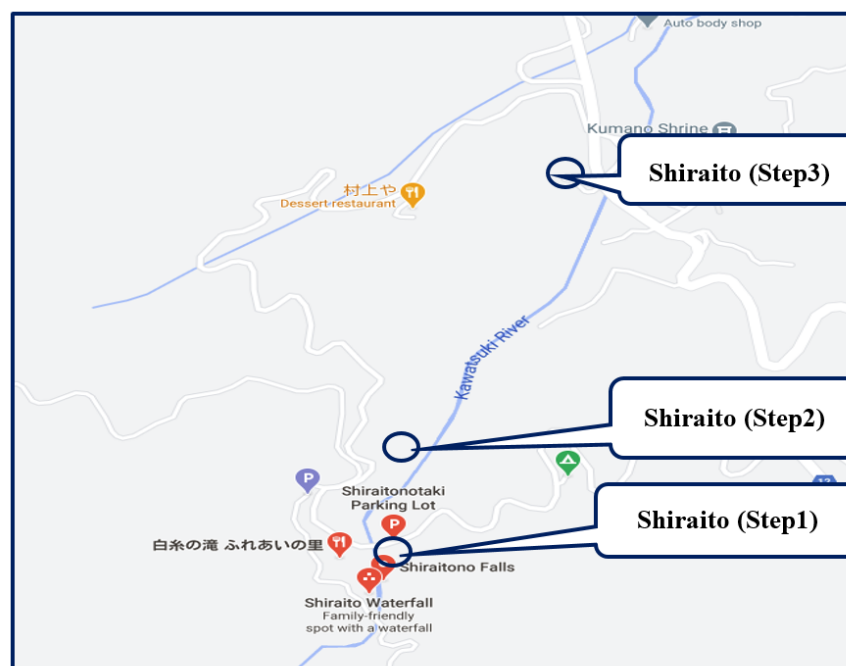 Auto body shop
Kumano Shrine
Shiraito (Step3)
村上や
Dessert restaurant
Kawatsuki River
Shiraito (Step2)
P
Shiraitonotaki
Parking Lot
P
12
Shiraito (Step1)
白糸の滝 ふれあいの里
Shiraitono Falls
Shiraito Waterfall
Family-friendly
spot with a waterfall